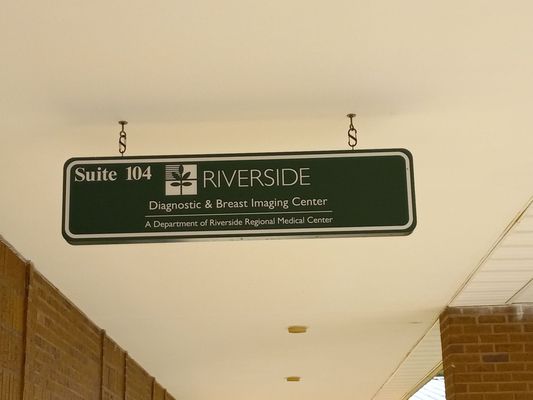 Suite 104 RIVERSIDE
Diagnostic & Breast Imaging Center
A Department of Riverside Regional Medical Center